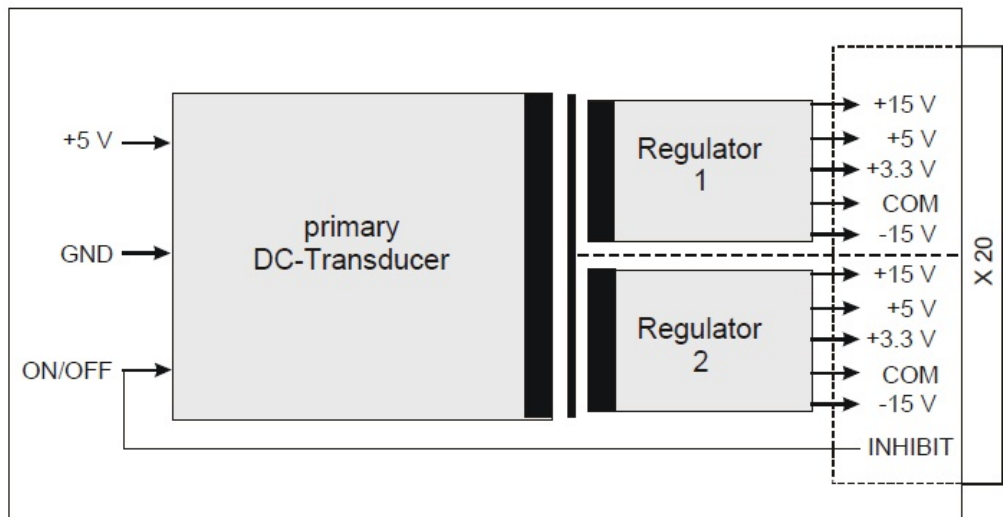 +5 V
GND
ON/OFF
primary
DC-Transducer
Regulator
1
+15 V
+5 V
+3.3 V
COM
-15 V
Regulator
2
+15 V
+5 V
+3.3 V
COM
-15 V
INHIBIT
X 20